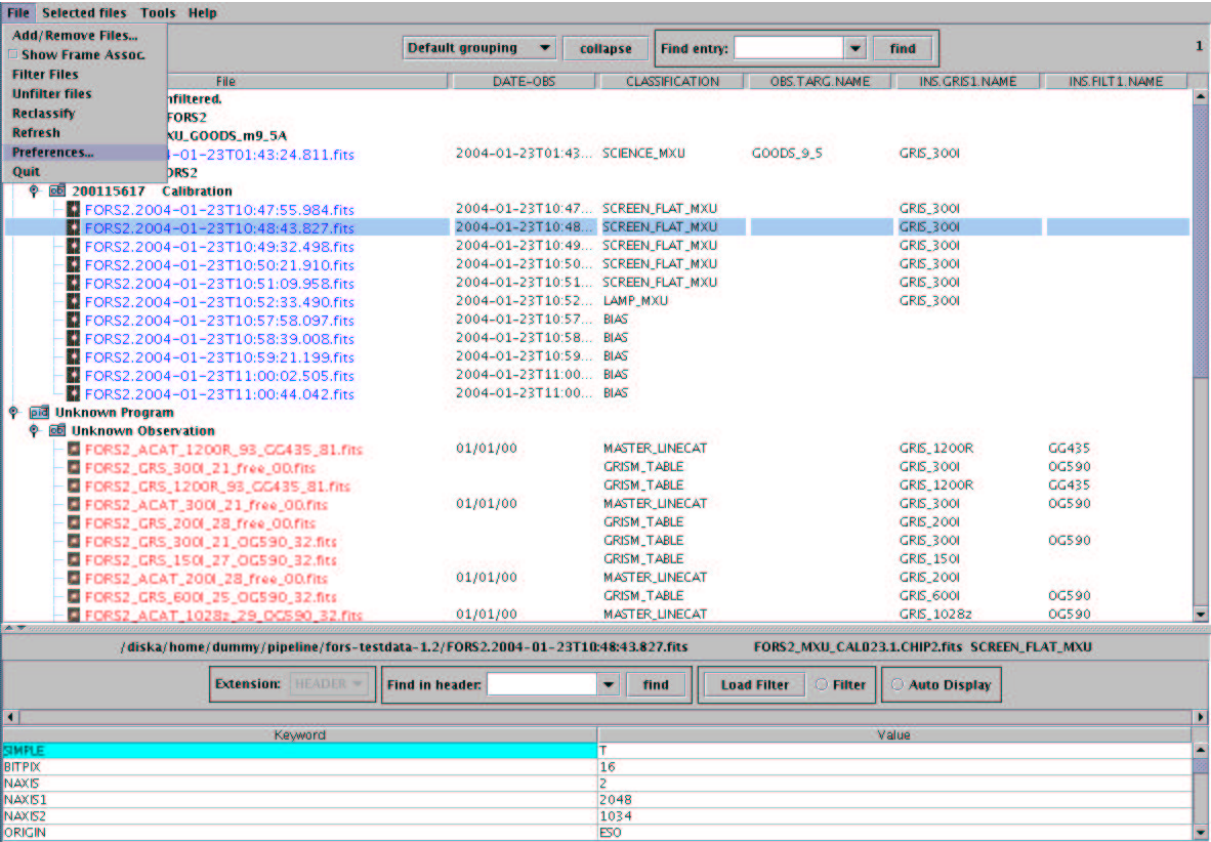 File Selected files Tools Help
Add/Remove Files...
Show Frame Assoc.
Filter Files
Unfilter files
Reclassify
Refresh
Preferences...
Quit
Default grouping collapse Find entry: find 1
File DATE-OBS CLASSIFICATION OBS.TARG.NAME INS.GRIS1.NAME INS.FILT1.NAME
nfiltered.
FORS2
XU_GOODS_m9_5A
-01-23T01:43:24.811.fits 2004-01-23T01:43... SCIENCE_MXU GOODS_9_5 GRIS_300I
ORS2
200115617 Calibration
FORS2.2004-01-23T10:47:55.984.fits 2004-01-23T10:47... SCREEN_FLAT_MXU GRIS_300I
FORS2.2004-01-23T10:48:43.827.fits 2004-01-23T10:48... SCREEN_FLAT_MXU GRIS_300I
FORS2.2004-01-23T10:49:32.498.fits 2004-01-23T10:49... SCREEN_FLAT_MXU GRIS_300I
FORS2.2004-01-23T10:50:21.910.fits 2004-01-23T10:50... SCREEN_FLAT_MXU GRIS_300I
FORS2.2004-01-23T10:51:09.958.fits 2004-01-23T10:51... SCREEN_FLAT_MXU GRIS_300I
FORS2.2004-01-23T10:52:33.490.fits 2004-01-23T10:52... LAMP_MXU GRIS_300I
FORS2.2004-01-23T10:57:58.097.fits 2004-01-23T10:57... BIAS
FORS2.2004-01-23T10:58:39.008.fits 2004-01-23T10:58... BIAS
FORS2.2004-01-23T10:59:21.199.fits 2004-01-23T10:59... BIAS
FORS2.2004-01-23T11:00:02.505.fits 2004-01-23T11:00... BIAS
FORS2.2004-01-23T11:00:44.042.fits 2004-01-23T11:00... BIAS
pid Unknown Program
Unknown Observation
FORS2_ACAT_1200R_93_GG435_81.fits 01/01/00 MASTER_LINECAT GRIS_1200R GG435
FORS2_GRS_300I_21_free_00.fits GRISM_TABLE GRIS_300I OG590
FORS2_GRS_1200R_93_GG435_81.fits GRISM_TABLE GRIS_1200R GG435
FORS2_ACAT_300I_21_free_00.fits 01/01/00 MASTER_LINECAT GRIS_300I OG590
FORS2_GRS_200I_28_free_00.fits GRISM_TABLE GRIS_200I
FORS2_GRS_300I_21_OG590_32.fits GRISM_TABLE GRIS_300I OG590
FORS2_GRS_150I_27_OG590_32.fits GRISM_TABLE GRIS_150I
FORS2_ACAT_200I_28_free_00.fits 01/01/00 MASTER_LINECAT GRIS_200I
FORS2_GRS_600I_25_OG590_32.fits GRISM_TABLE GRIS_600I OG590
FORS2_ACAT_1028z_29_OG590_32.fits 01/01/00 MASTER_LINECAT GRIS_1028z OG590
/diska/home/dummy/pipeline/fors-testdata-1.2/FORS2.2004-01-23T10:48:43.827.fits FORS2_MXU_CAL023.1.CHIP2.fits SCREEN_FLAT_MXU
Extension: HEADER Find in header: find Load Filter Filter Auto Display
Keyword Value
SIMPLE T
BITPIX 16
NAXIS 2
NAXIS1 2048
NAXIS2 1034
ORIGIN ESO